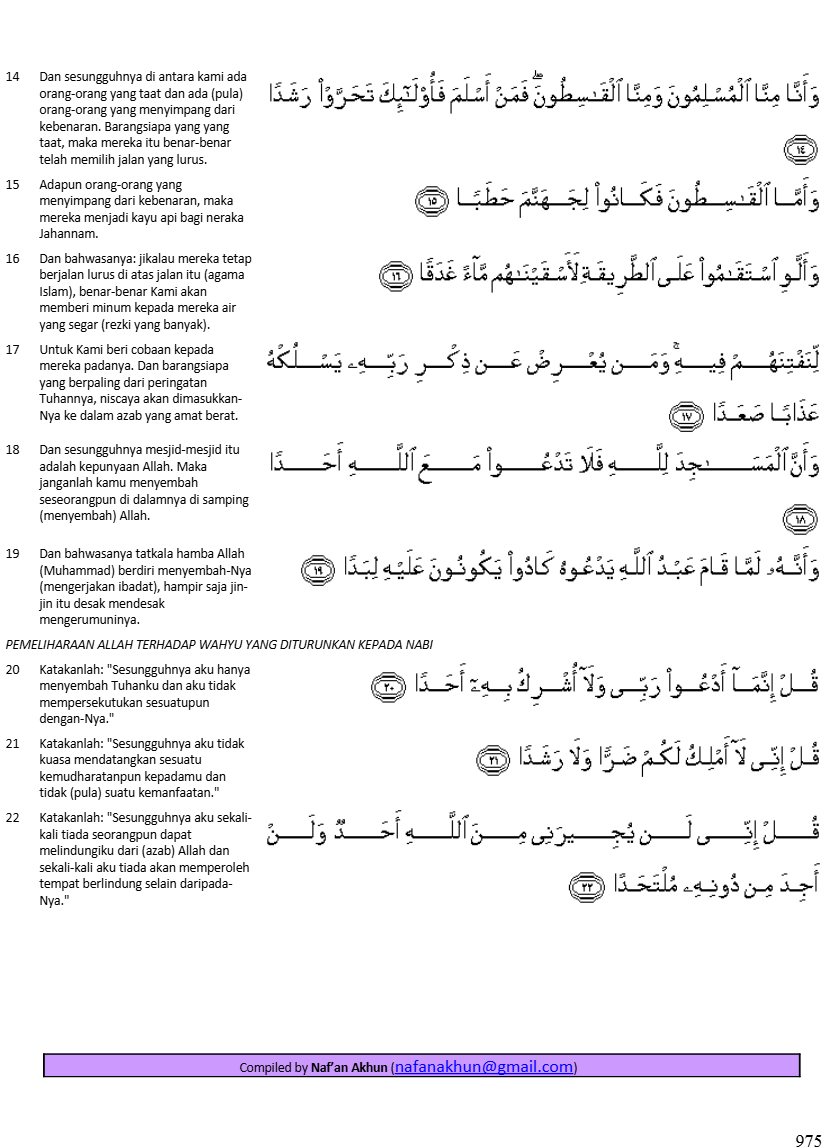 14 Dan sesungguhnya di antara kami ada
orang-orang yang taat dan ada (pula)
orang-orang yang menyimpang dari
kebenaran. Barangsiapa yang yang
taat, maka mereka itu benar-benar
telah memilih jalan yang lurus.
وَأَنَّا مِنَّا ٱلْمُسْلِمُونَ وَمِنَّا ٱلْقَـٰسِطُونَ ۖ فَمَنْ أَسْلَمَ فَأُو۟لَـٰٓئِكَ تَحَرَّوْا۟ رَشَدًا
١٤
15 Adapun orang-orang yang
menyimpang dari kebenaran, maka
mereka menjadi kayu api bagi neraka
Jahannam.
وَأَمَّا ٱلْقَـٰسِطُونَ فَكَانُوا۟ لِجَهَنَّمَ حَطَبًا ١٥
16 Dan bahwasanya: jikalau mereka tetap
berjalan lurus di atas jalan itu (agama
Islam), benar-benar Kami akan
memberi minum kepada mereka air
yang segar (rezki yang banyak).
وَأَلَّوِ ٱسْتَقَـٰمُوا۟ عَلَى ٱلطَّرِيقَةِ لَأَسْقَيْنَـٰهُم مَّآءً غَدَقًا ١٦
17 Untuk Kami beri cobaan kepada
mereka padanya. Dan barangsiapa
yang berpaling dari peringatan
Tuhannya, niscaya akan dimasukkan-
Nya ke dalam azab yang amat berat.
لِّنَفْتِنَهُمْ فِيهِ ۚ وَمَن يُعْرِضْ عَن ذِكْرِ رَبِّهِۦ يَسْلُكْهُ
عَذَابًا صَعَدًا ١٧
18 Dan sesungguhnya mesjid-mesjid itu
adalah kepunyaan Allah. Maka
janganlah kamu menyembah
seseorangpun di dalamnya di samping
(menyembah) Allah.
وَأَنَّ ٱلْمَسَـٰجِدَ لِلَّهِ فَلَا تَدْعُوا۟ مَعَ ٱللَّهِ أَحَدًا
١٨
19 Dan bahwasanya tatkala hamba Allah
(Muhammad) berdiri menyembah-Nya
(mengerjakan ibadat), hampir saja jin-
jin itu desak mendesak
mengerumuninya.
وَأَنَّهُۥ لَمَّا قَامَ عَبْدُ ٱللَّهِ يَدْعُوهُ كَادُوا۟ يَكُونُونَ عَلَيْهِ لِبَدًا ١٩
PEMELIHARAAN ALLAH TERHADAP WAHYU YANG DITURUNKAN KEPADA NABI
20 Katakanlah: "Sesungguhnya aku hanya
menyembah Tuhanku dan aku tidak
mempersekutukan sesuatupun
dengan-Nya."
قُلْ إِنَّمَآ أَدْعُوا۟ رَبِّى وَلَآ أُشْرِكُ بِهِۦٓ أَحَدًا ٢٠
21 Katakanlah: "Sesungguhnya aku tidak
kuasa mendatangkan sesuatu
kemudharatanpun kepadamu dan
tidak (pula) suatu kemanfaatan."
قُلْ إِنِّى لَآ أَمْلِكُ لَكُمْ ضَرًّا وَلَا رَشَدًا ٢١
22 Katakanlah: "Sesungguhnya aku sekali-
kali tiada seorangpun dapat
melindungiku dari (azab) Allah dan
sekali-kali aku tiada akan memperoleh
tempat berlindung selain daripada-
Nya."
قُلْ إِنِّى لَن يُجِيرَنِى مِنَ ٱللَّهِ أَحَدٌ وَلَنْ
أَجِدَ مِن دُونِهِۦ مُلْتَحَدًا ٢٢
Compiled by Naf’an Akhun (nafanakhun@gmail.com)
975